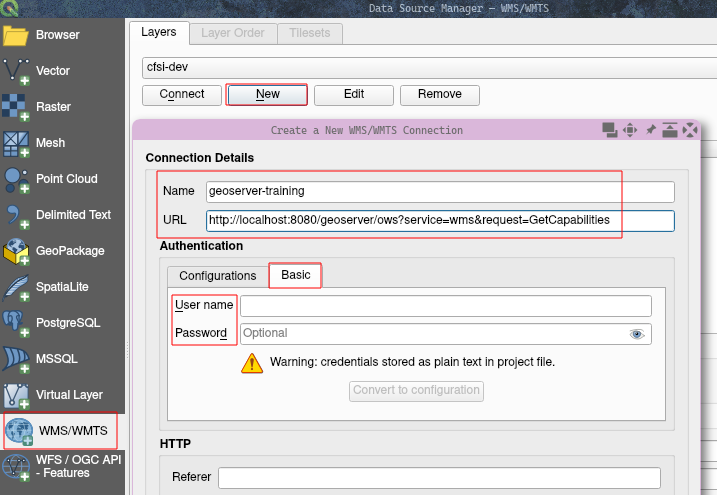 Data Source Manager — WMS/WMTS
Browser
Vector
Raster
Mesh
Point Cloud
Delimited Text
GeoPackage
SpatiaLite
PostgreSQL
MSSQL
Virtual Layer
WMS/WMTS
WFS / OGC API
- Features
Layers
Layer Order
Tilesets
cfsi-dev
Connect
New
Edit
Remove
Create a New WMS/WMTS Connection
Connection Details
Name
geoserver-training
URL
http://localhost:8080/geoserver/ows?service=wms&request=GetCapabilities
Authentication
Configurations
Basic
User name
Password
Optional
Warning: credentials stored as plain text in project file.
Convert to configuration
HTTP
Referer